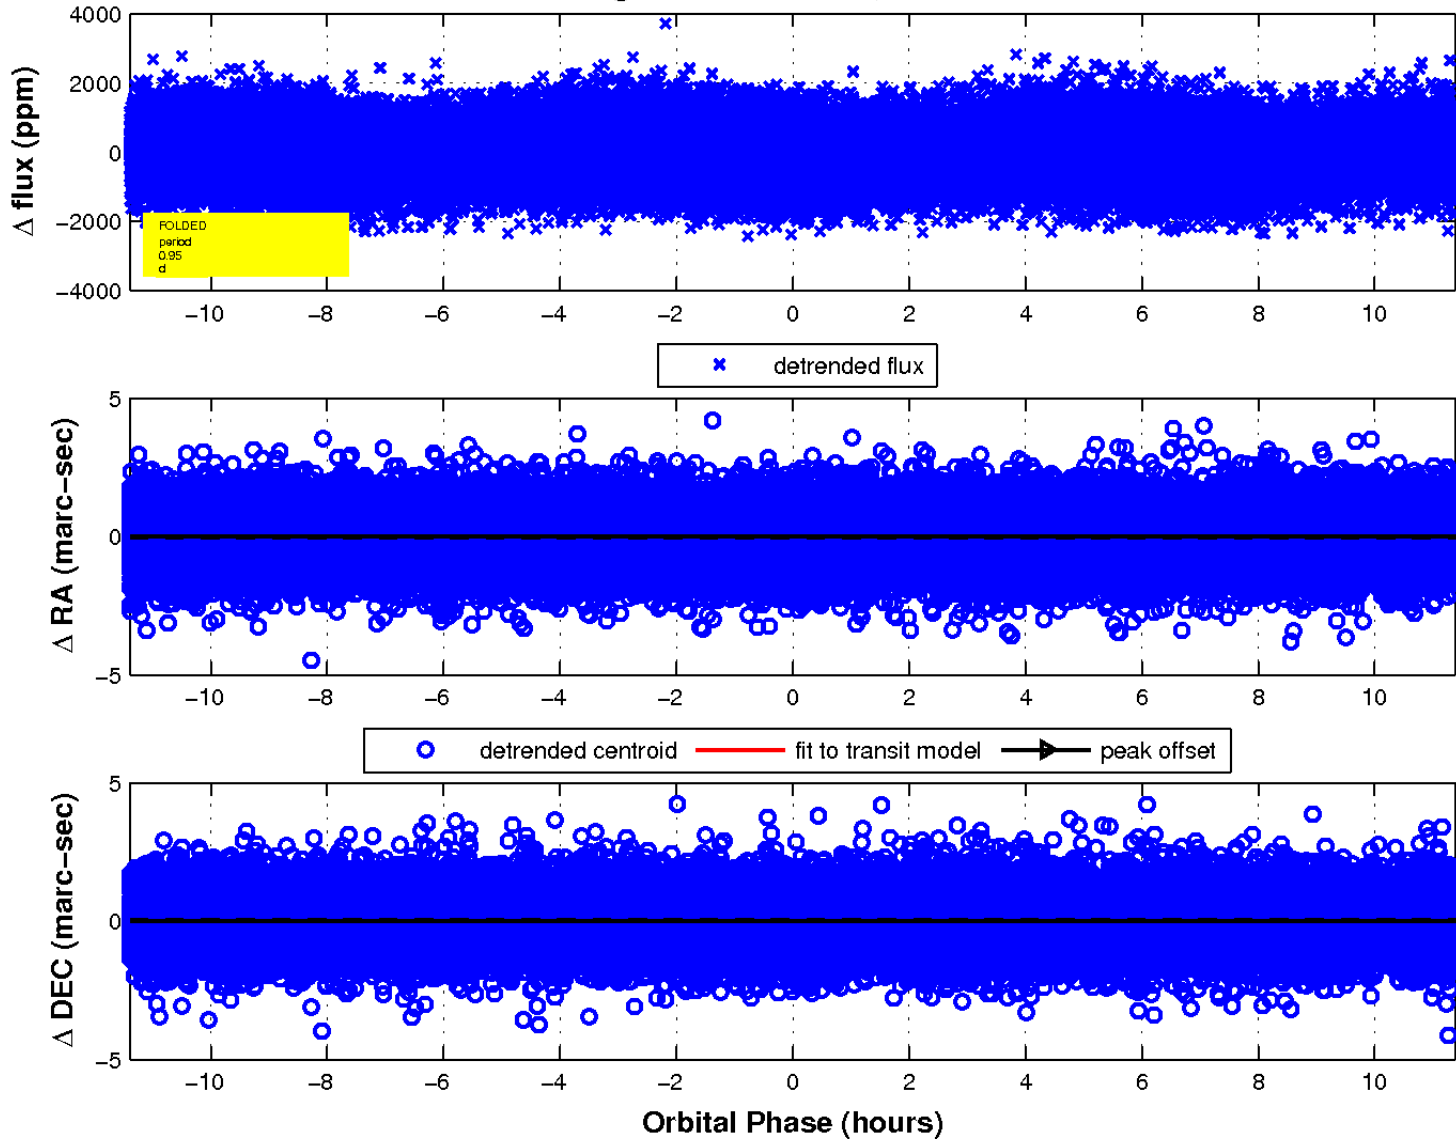 4000
2000
0
−2000
−4000
Δ flux (ppm)
FOLDED
period
0.95
d
−10 −8 −6 −4 −2 0 2 4 6 8 10
detrended flux
5
0
−5
Δ RA (marc−sec)
−10 −8 −6 −4 −2 0 2 4 6 8 10
detrended centroid fit to transit model peak offset
5
0
−5
Δ DEC (marc−sec)
−10 −8 −6 −4 −2 0 2 4 6 8 10
Orbital Phase (hours)